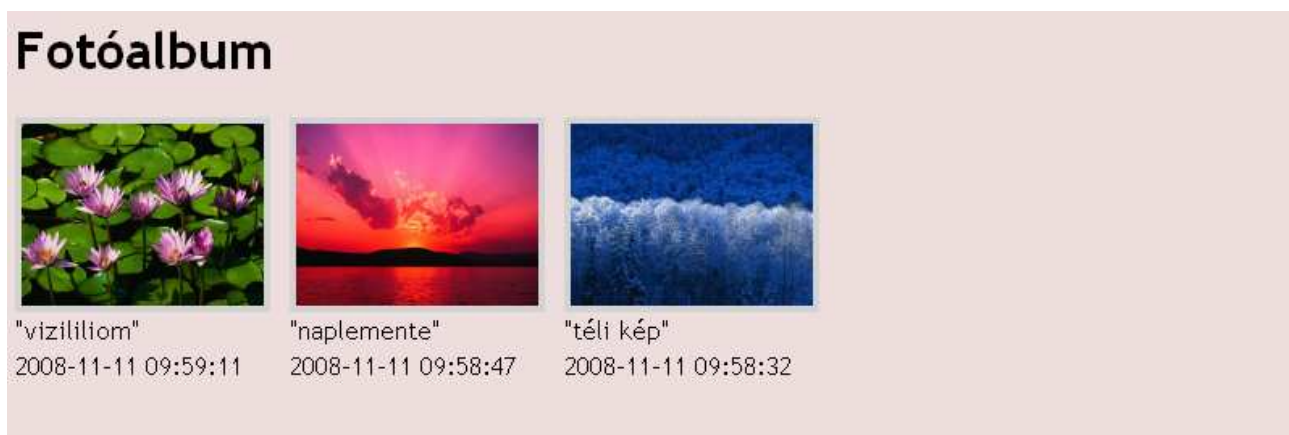 Fotóalbum
"vizililiom"
2008-11-11 09:59:11
"naplemente"
2008-11-11 09:58:47
"téli kép"
2008-11-11 09:58:32